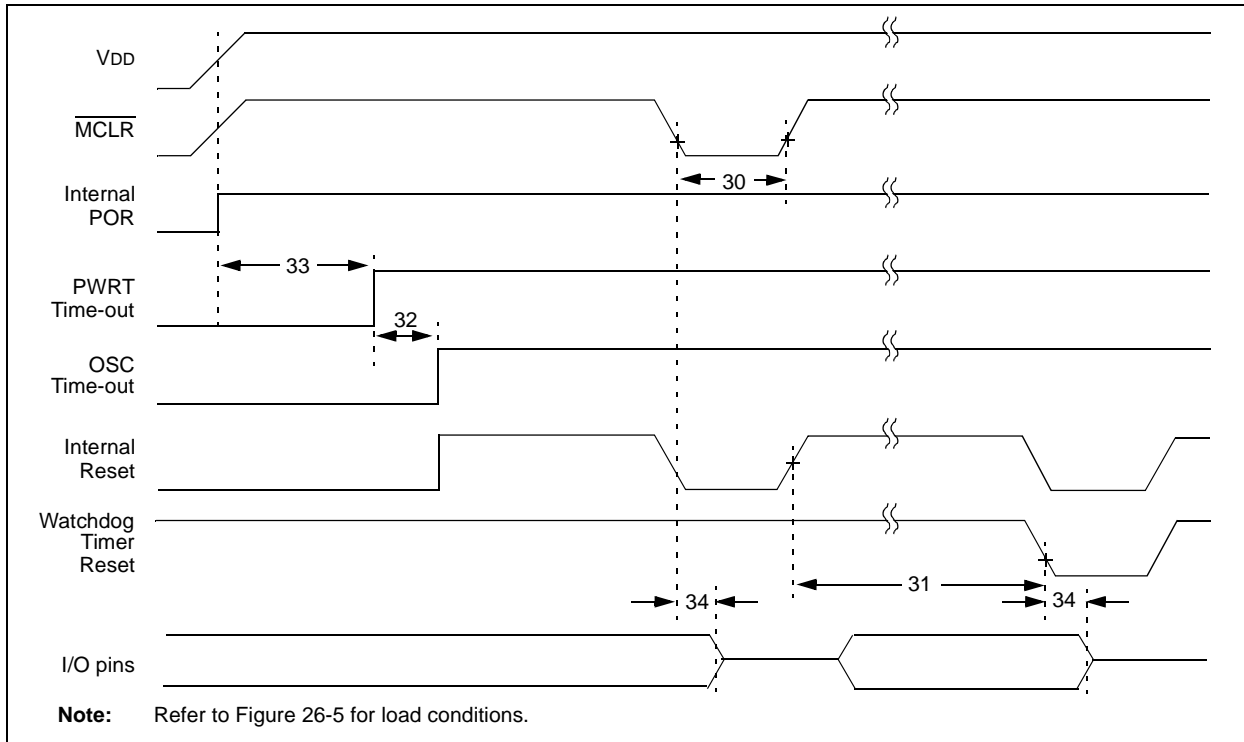 VDD
MCLR
30
Internal
POR
33
PWRT
Time-out
32
OSC
Time-out
Internal
Reset
Watchdog
Timer
Reset
31
34
34
I/O pins
Note: Refer to Figure 26-5 for load conditions.